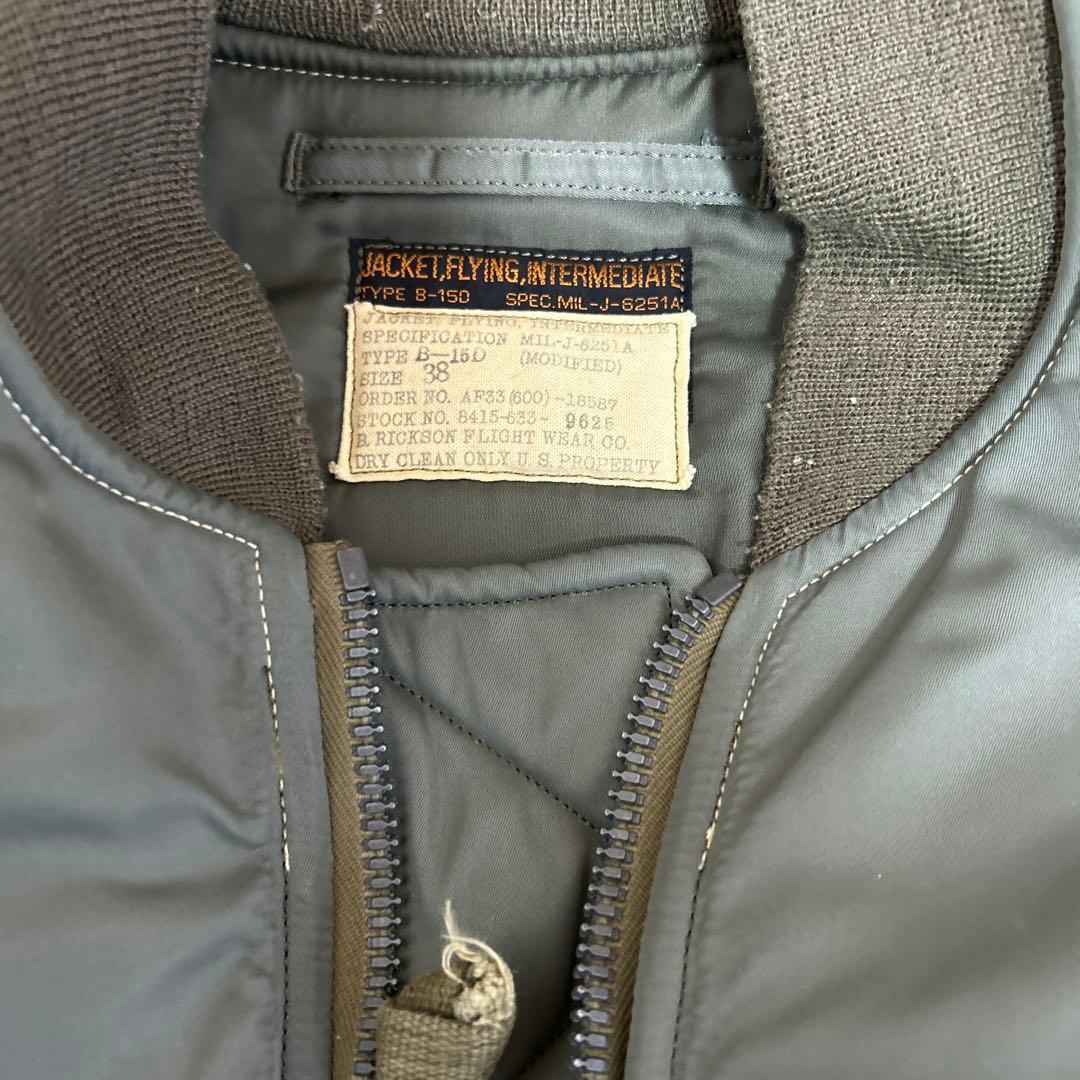 JACKET,FLYING,INTERMEDIATE
TYPE B-15D SPEC.MIL-J-6251A
JACKET, FLYING, INTERMEDIATE
SPECIFICATION MIL-J-6251A
TYPE B-15D (MODIFIED)
SIZE 38
ORDER NO. AF33(600)-18587
STOCK NO. 8415-633-9625
B. RICKSON FLIGHT WEAR CO.
DRY CLEAN ONLY U.S. PROPERTY